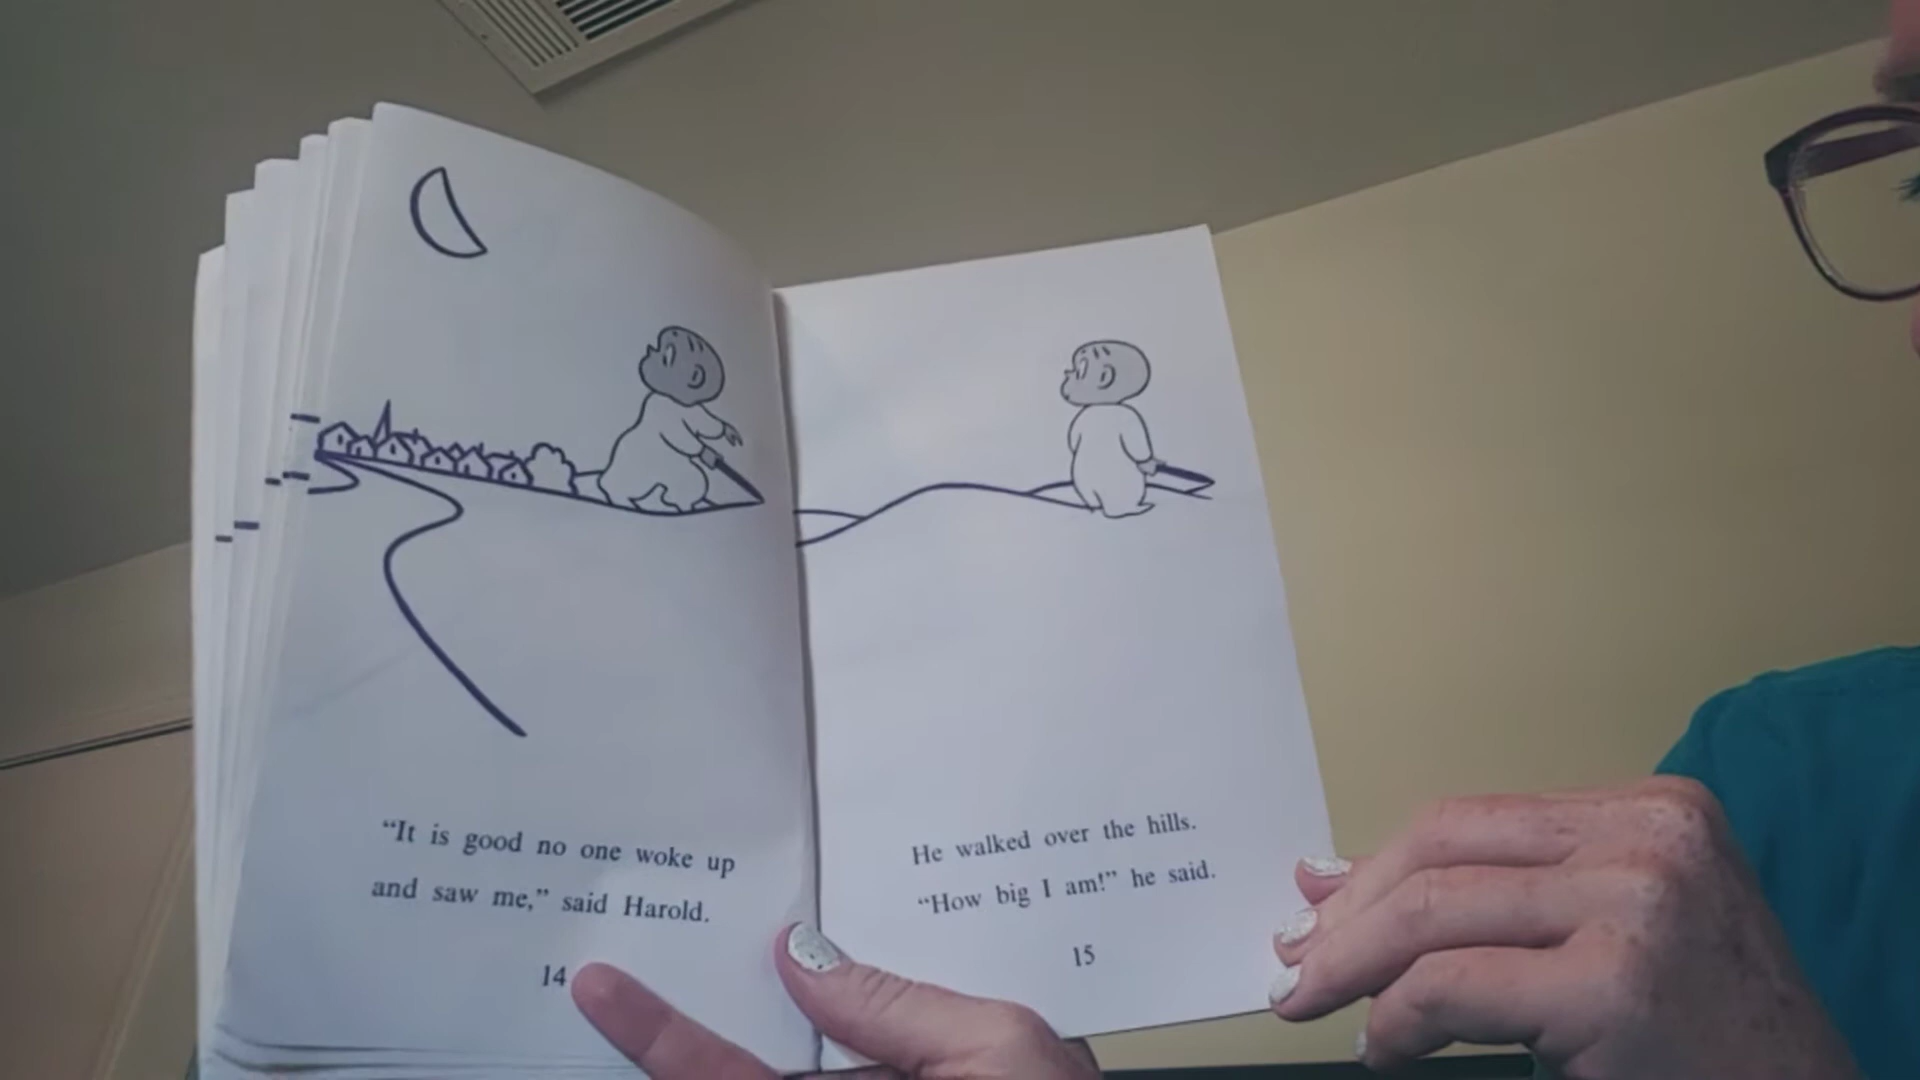 “It is good no one woke up
and saw me,” said Harold.
14
He walked over the hills.
“How big I am!” he said.
15